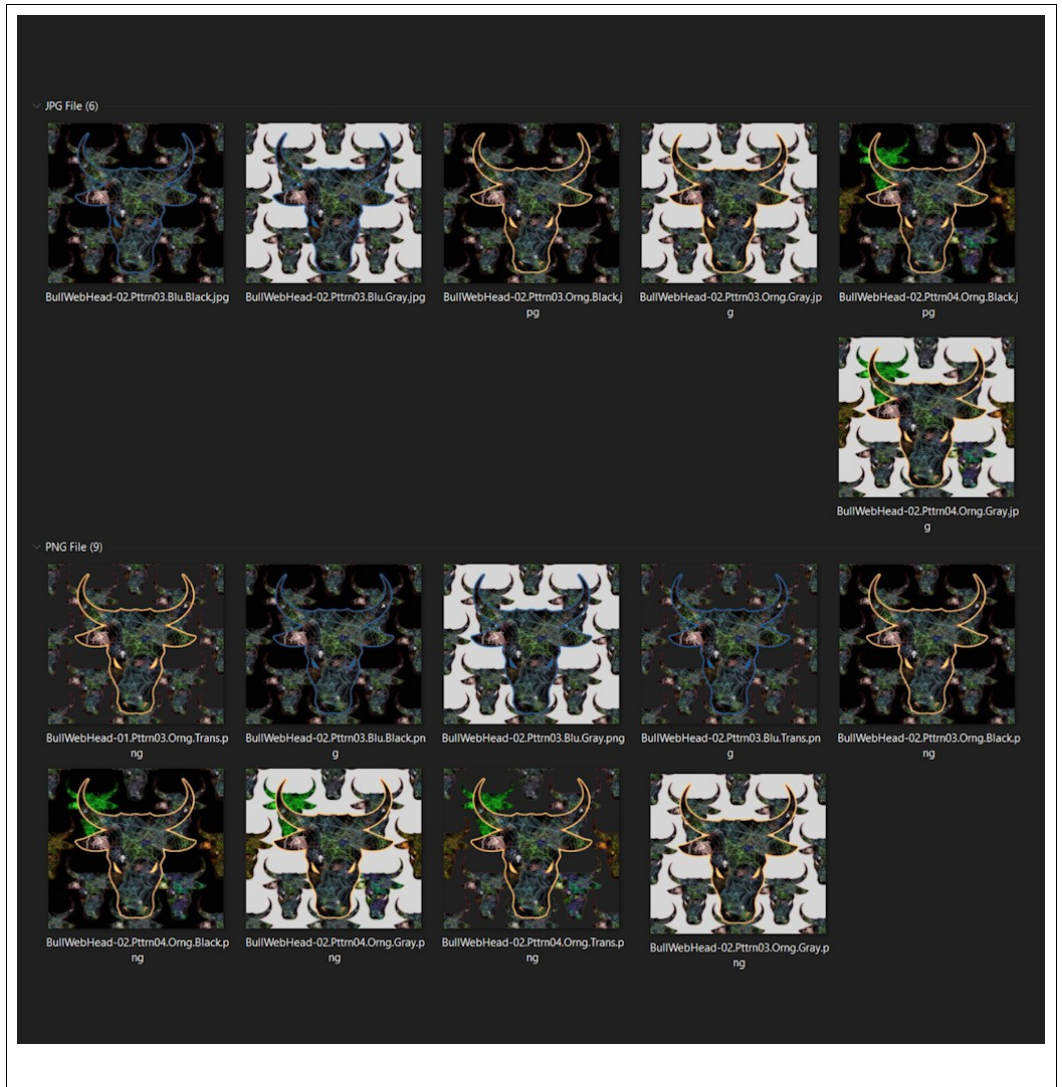 JPG File (6)
BullWebHead-02.Pttrn03.Blu.Black.jpg
BullWebHead-02.Pttrn03.Blu.Gray.jpg
BullWebHead-02.Pttrn03.Orng.Black.j
pg
BullWebHead-02.Pttrn03.Orng.Gray.jp
g
BullWebHead-02.Pttrn04.Orng.Black.j
pg
BullWebHead-02.Pttrn04.Orng.Gray.jp
g
PNG File (9)
BullWebHead-01.Pttrn03.Orng.Trans.p
ng
BullWebHead-02.Pttrn03.Blu.Black.pn
g
BullWebHead-02.Pttrn03.Blu.Gray.png
BullWebHead-02.Pttrn03.Blu.Trans.pn
g
BullWebHead-02.Pttrn03.Orng.Black.p
ng
BullWebHead-02.Pttrn04.Orng.Black.p
ng
BullWebHead-02.Pttrn04.Orng.Gray.p
ng
BullWebHead-02.Pttrn04.Orng.Trans.p
ng
BullWebHead-02.Pttrn03.Orng.Gray.p
ng